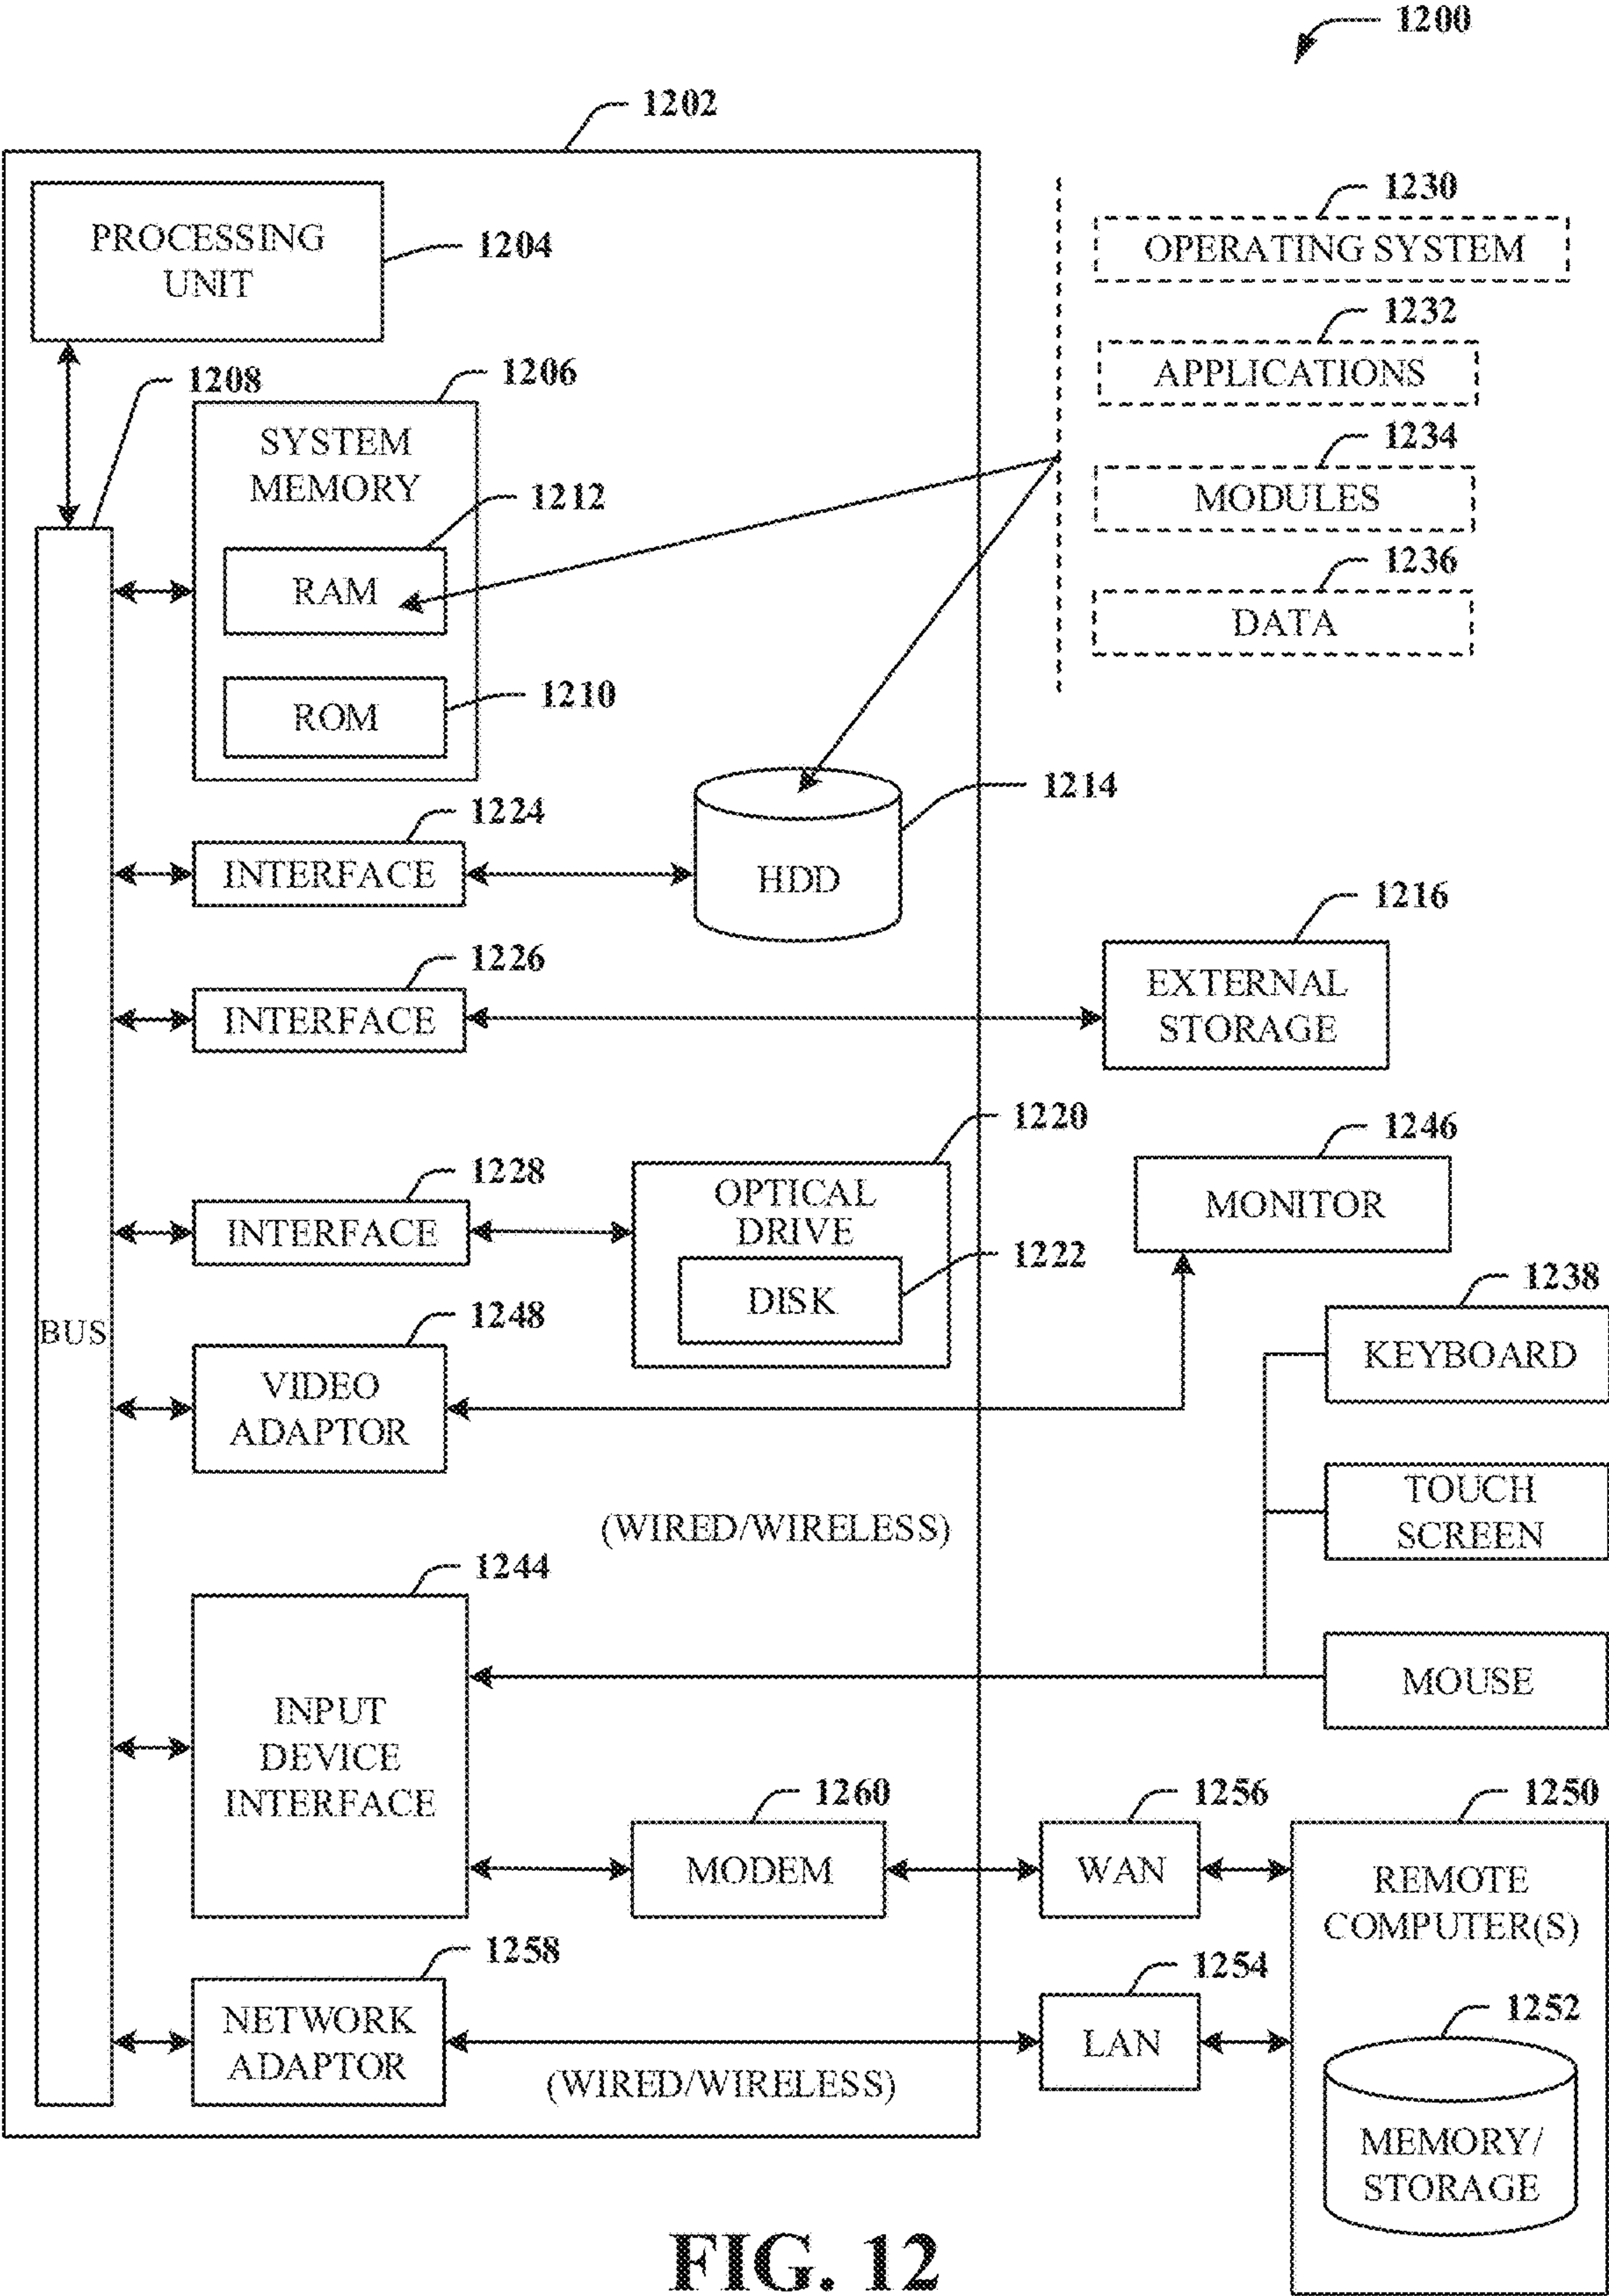 1200
1202
PROCESSING
UNIT
1204
1230
OPERATING SYSTEM
1232
APPLICATIONS
1234
MODULES
1236
DATA
1208
1206
SYSTEM
MEMORY
1212
RAM
1210
ROM
1224
INTERFACE
1214
HDD
1226
INTERFACE
1216
EXTERNAL
STORAGE
1220
OPTICAL
DRIVE
1222
DISK
1228
INTERFACE
1246
MONITOR
BUS
1248
VIDEO
ADAPTOR
1238
KEYBOARD
TOUCH
SCREEN
MOUSE
(WIRED/WIRELESS)
1244
INPUT
DEVICE
INTERFACE
1260
MODEM
1256
WAN
1250
REMOTE
COMPUTER(S)
1258
NETWORK
ADAPTOR
(WIRED/WIRELESS)
1254
LAN
1252
MEMORY/
STORAGE
FIG. 12